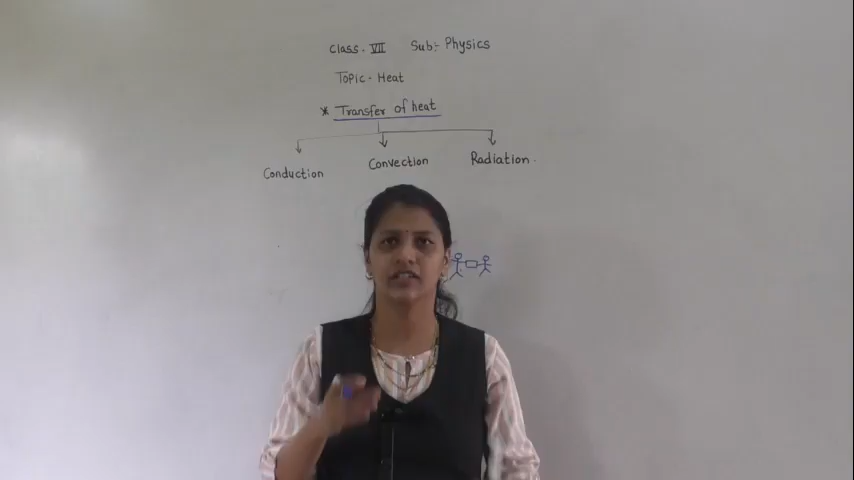 Class - VII Sub:- Physics
Topic - Heat
* Transfer of heat
Conduction Convection Radiation.